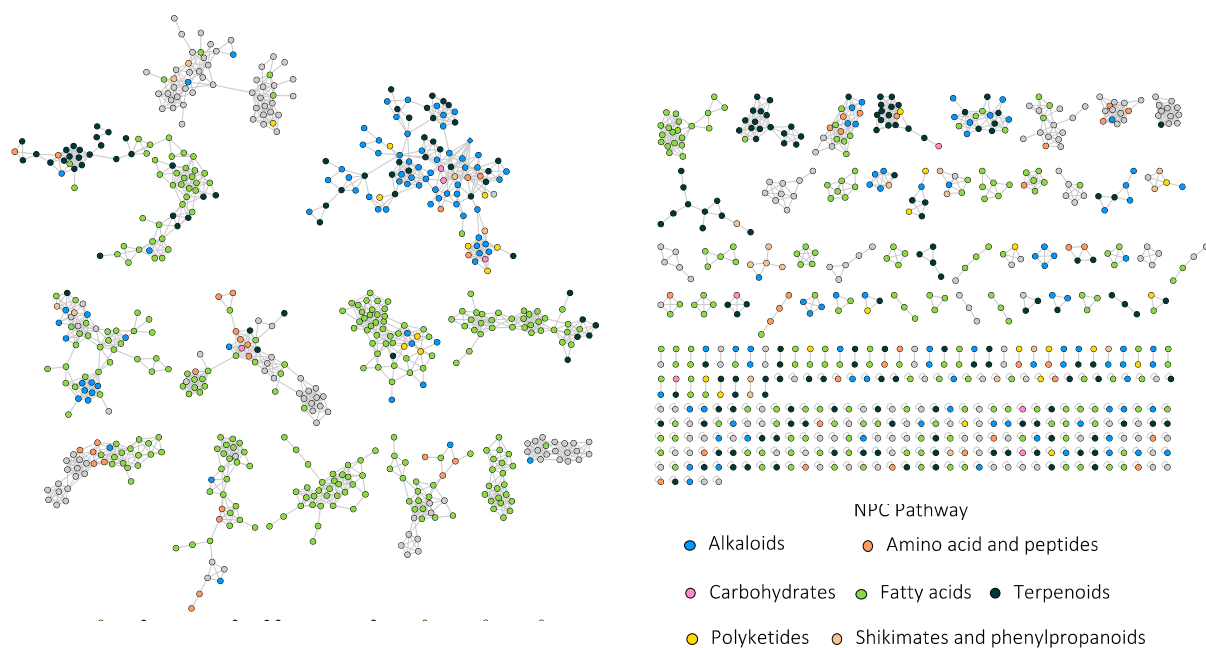 NPC Pathway
Alkaloids
Amino acid and peptides
Carbohydrates
Fatty acids
Terpenoids
Polyketides
Shikimates and phenylpropanoids